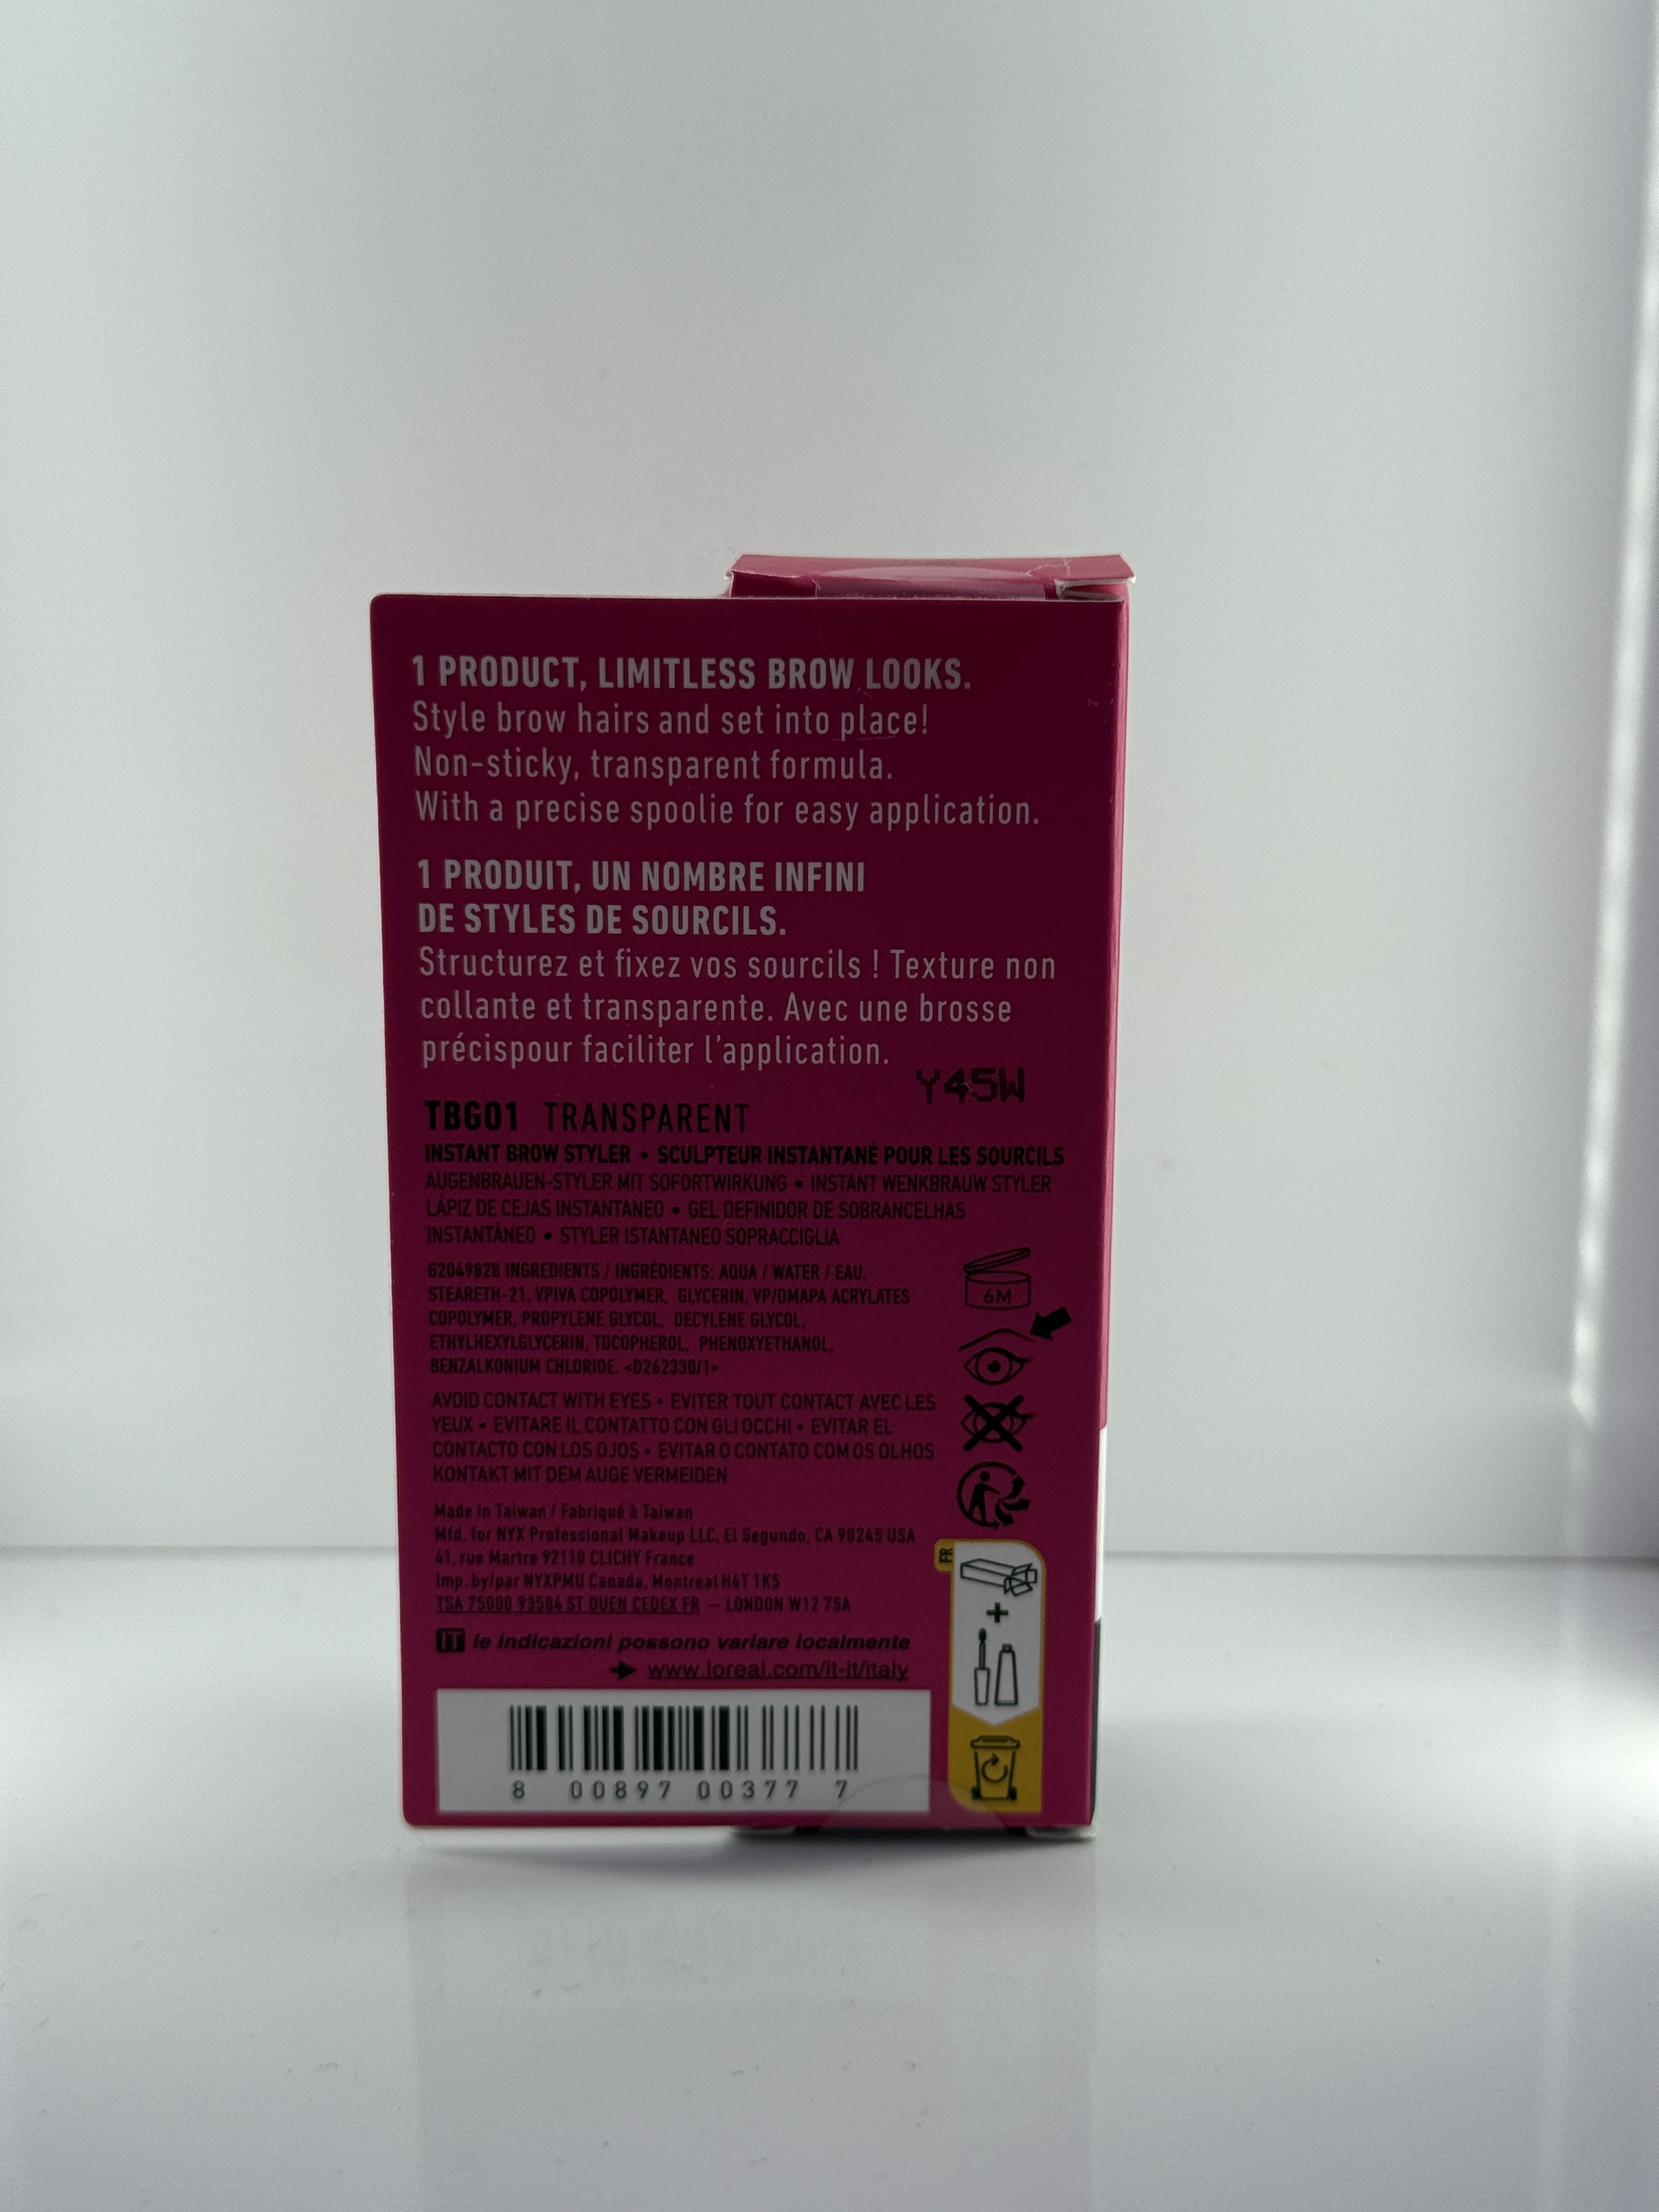 1 PRODUCT, LIMITLESS BROW LOOKS.
Style brow hairs and set into place!
Non-sticky, transparent formula.
With a precise spoolie for easy application.
1 PRODUIT, UN NOMBRE INFINI
DE STYLES DE SOURCILS.
Structurez et fixez vos sourcils ! Texture non
collante et transparente. Avec une brosse
précispour faciliter l'application.
Y45W
TBG01 TRANSPARENT
INSTANT BROW STYLER • SCULPTEUR INSTANTANÉ POUR LES SOURCILS
AUGENBRAUEN-STYLER MIT SOFORTWIRKUNG • INSTANT WENKBRAUW STYLER
LÁPIZ DE CEJAS INSTANTANEO • GEL DEFINIDOR DE SOBRANCELHAS
INSTANTÂNEO • STYLER ISTANTANEO SOPRACCIGLIA
G2049828 INGREDIENTS / INGRÉDIENTS: AQUA / WATER / EAU,
STEARETH-21, VPIVA COPOLYMER, GLYCERIN, VP/DMAPA ACRYLATES
COPOLYMER, PROPYLENE GLYCOL, DECYLENE GLYCOL,
ETHYLHEXYLGLYCERIN, TOCOPHEROL, PHENOXYETHANOL,
BENZALKONIUM CHLORIDE. <D262330/1>
6M
AVOID CONTACT WITH EYES • EVITER TOUT CONTACT AVEC LES
YEUX • EVITARE IL CONTATTO CON GLI OCCHI • EVITAR EL
CONTACTO CON LOS OJOS • EVITAR O CONTATO COM OS OLHOS
KONTAKT MIT DEM AUGE VERMEIDEN
Made in Taiwan / Fabriqué à Taiwan
Mfd. for NYX Professional Makeup LLC, El Segundo, CA 90245 USA
41, rue Martre 92110 CLICHY France
Imp. by/par NYXPMU Canada, Montreal H4T 1K5
TSA 75000 93584 ST OUEN CEDEX FR – LONDON W12 7SA
FR
IT le indicazioni possono variare localmente
www.loreal.com/it-it/italy
8 00897 00377 7